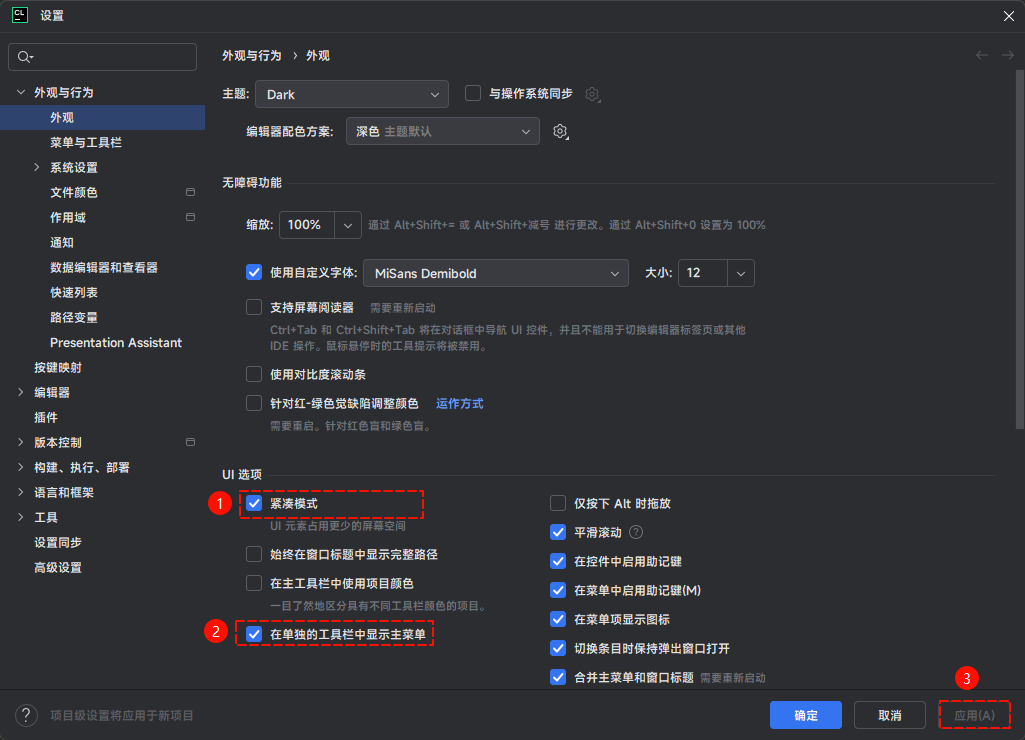 CL 设置
外观与行为
外观
菜单与工具栏
系统设置
文件颜色
作用域
通知
数据编辑器和查看器
快速列表
路径变量
Presentation Assistant
按键映射
编辑器
插件
版本控制
构建、执行、部署
语言和框架
工具
设置同步
高级设置
外观与行为 › 外观
主题: Dark 与操作系统同步
编辑器配色方案: 深色 主题默认
无障碍功能
缩放: 100% 通过 Alt+Shift+= 或 Alt+Shift+减号 进行更改。通过 Alt+Shift+0 设置为 100%
使用自定义字体: MiSans Demibold 大小: 12
支持屏幕阅读器 需要重新启动
Ctrl+Tab 和 Ctrl+Shift+Tab 将在对话框中导航 UI 控件，并且不能用于切换编辑器标签页或其他
IDE 操作。鼠标悬停时的工具提示将被禁用。
使用对比度滚动条
针对红-绿色觉缺陷调整颜色 运作方式
需要重启。针对红色盲和绿色盲。
UI 选项
1 紧凑模式
UI 元素占用更少的屏幕空间
始终在窗口标题中显示完整路径
在主工具栏中使用项目颜色
一目了然地区分具有不同工具栏颜色的项目。
2 在单独的工具栏中显示主菜单
仅按下 Alt 时拖放
平滑滚动 ?
在控件中启用助记键
在菜单中启用助记键(M)
在菜单项显示图标
切换条目时保持弹出窗口打开
合并主菜单和窗口标题 需要重新启动
3
? 项目级设置将应用于新项目 确定 取消 应用(A)